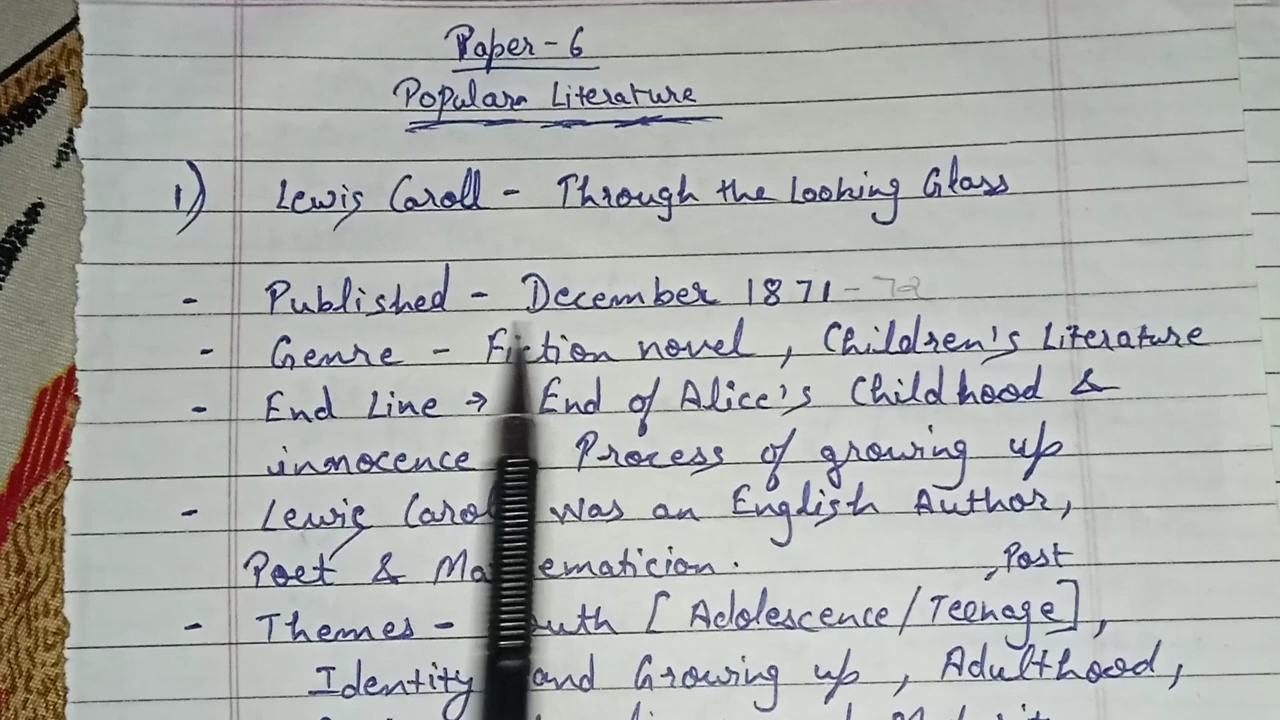 Paper - 6
Popular Literature
1) Lewis Caroll - Through the Looking Glass
- Published - December 1871 - 72
- Genre - Fiction novel, Children's Literature
- End Line → End of Alice's Childhood &
innocence Process of growing up
- Lewis Carol was an English Author,
Poet & Mathematician.
, Post
- Themes - Youth [Adolescence/Teenage],
Identity and Growing up, Adulthood,